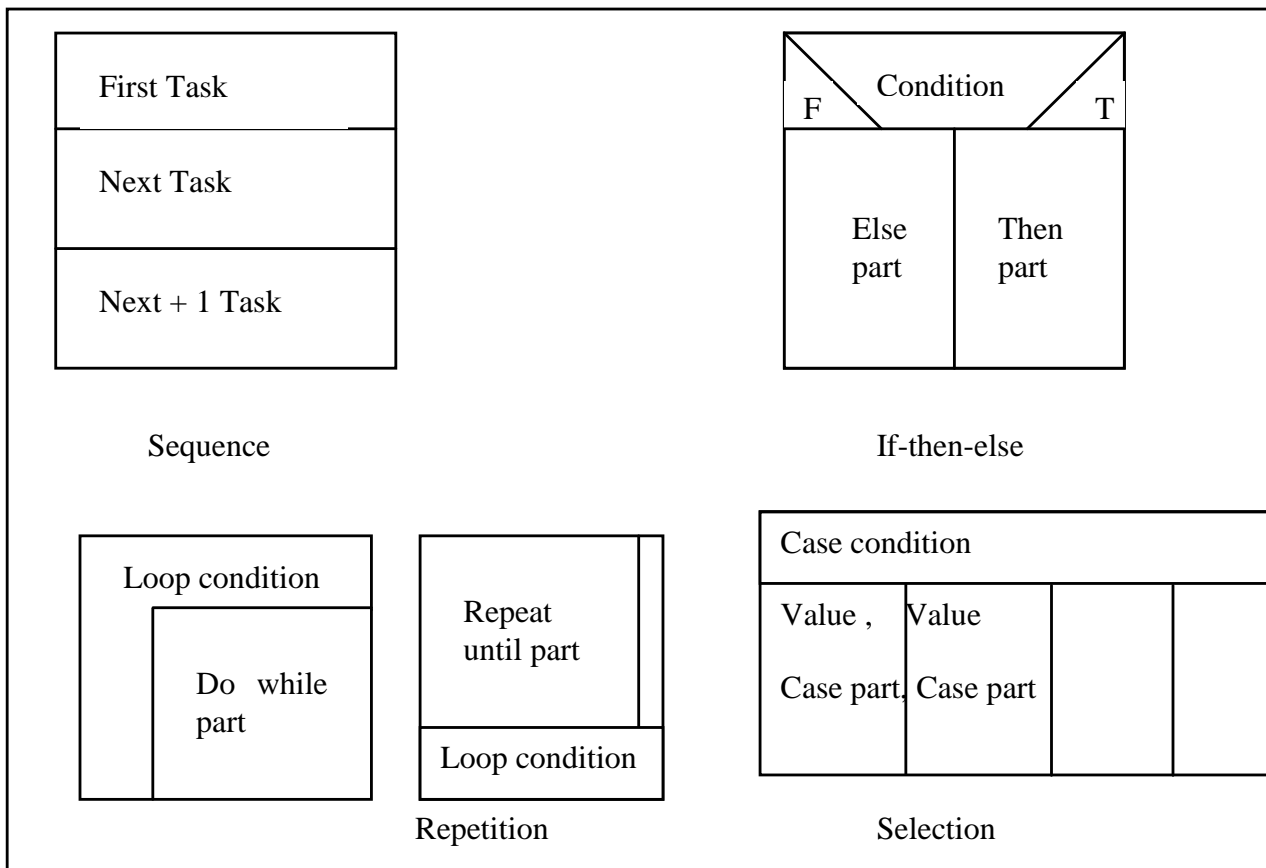 First Task
Next Task
Next + 1 Task
Sequence
Condition
F
T
Else
part
Then
part
If-then-else
Loop condition
Do while
part
Repeat
until part
Loop condition
Repetition
Case condition
Value , Value
Case part, Case part
Selection